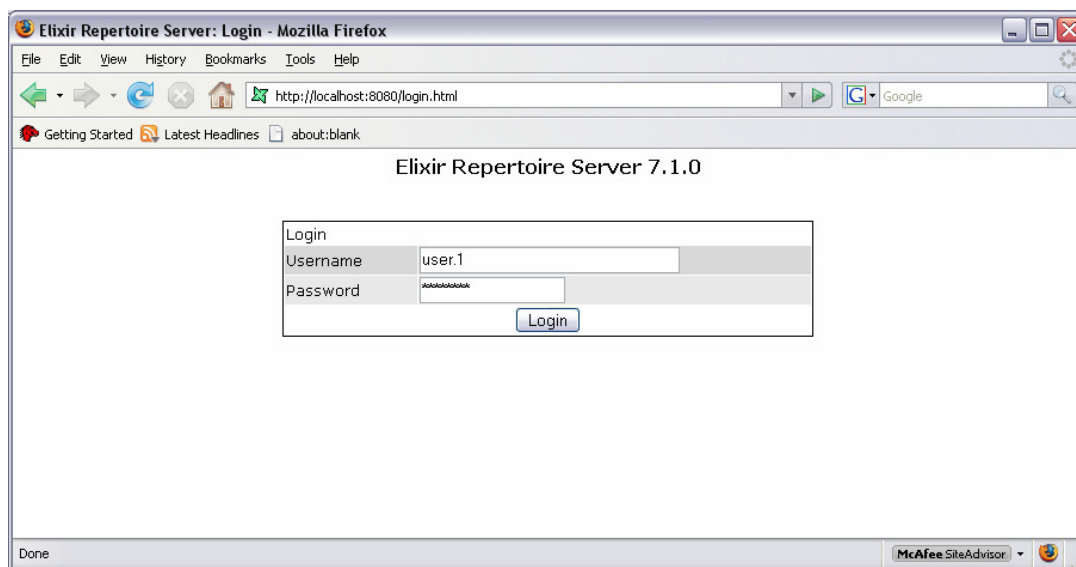 Elixir Repertoire Server: Login - Mozilla Firefox
File Edit View History Bookmarks Tools Help
http://localhost:8080/login.html
G Google
Getting Started Latest Headlines about:blank
Elixir Repertoire Server 7.1.0
Login
Username user.1
Password *********
Login
Done McAfee SiteAdvisor